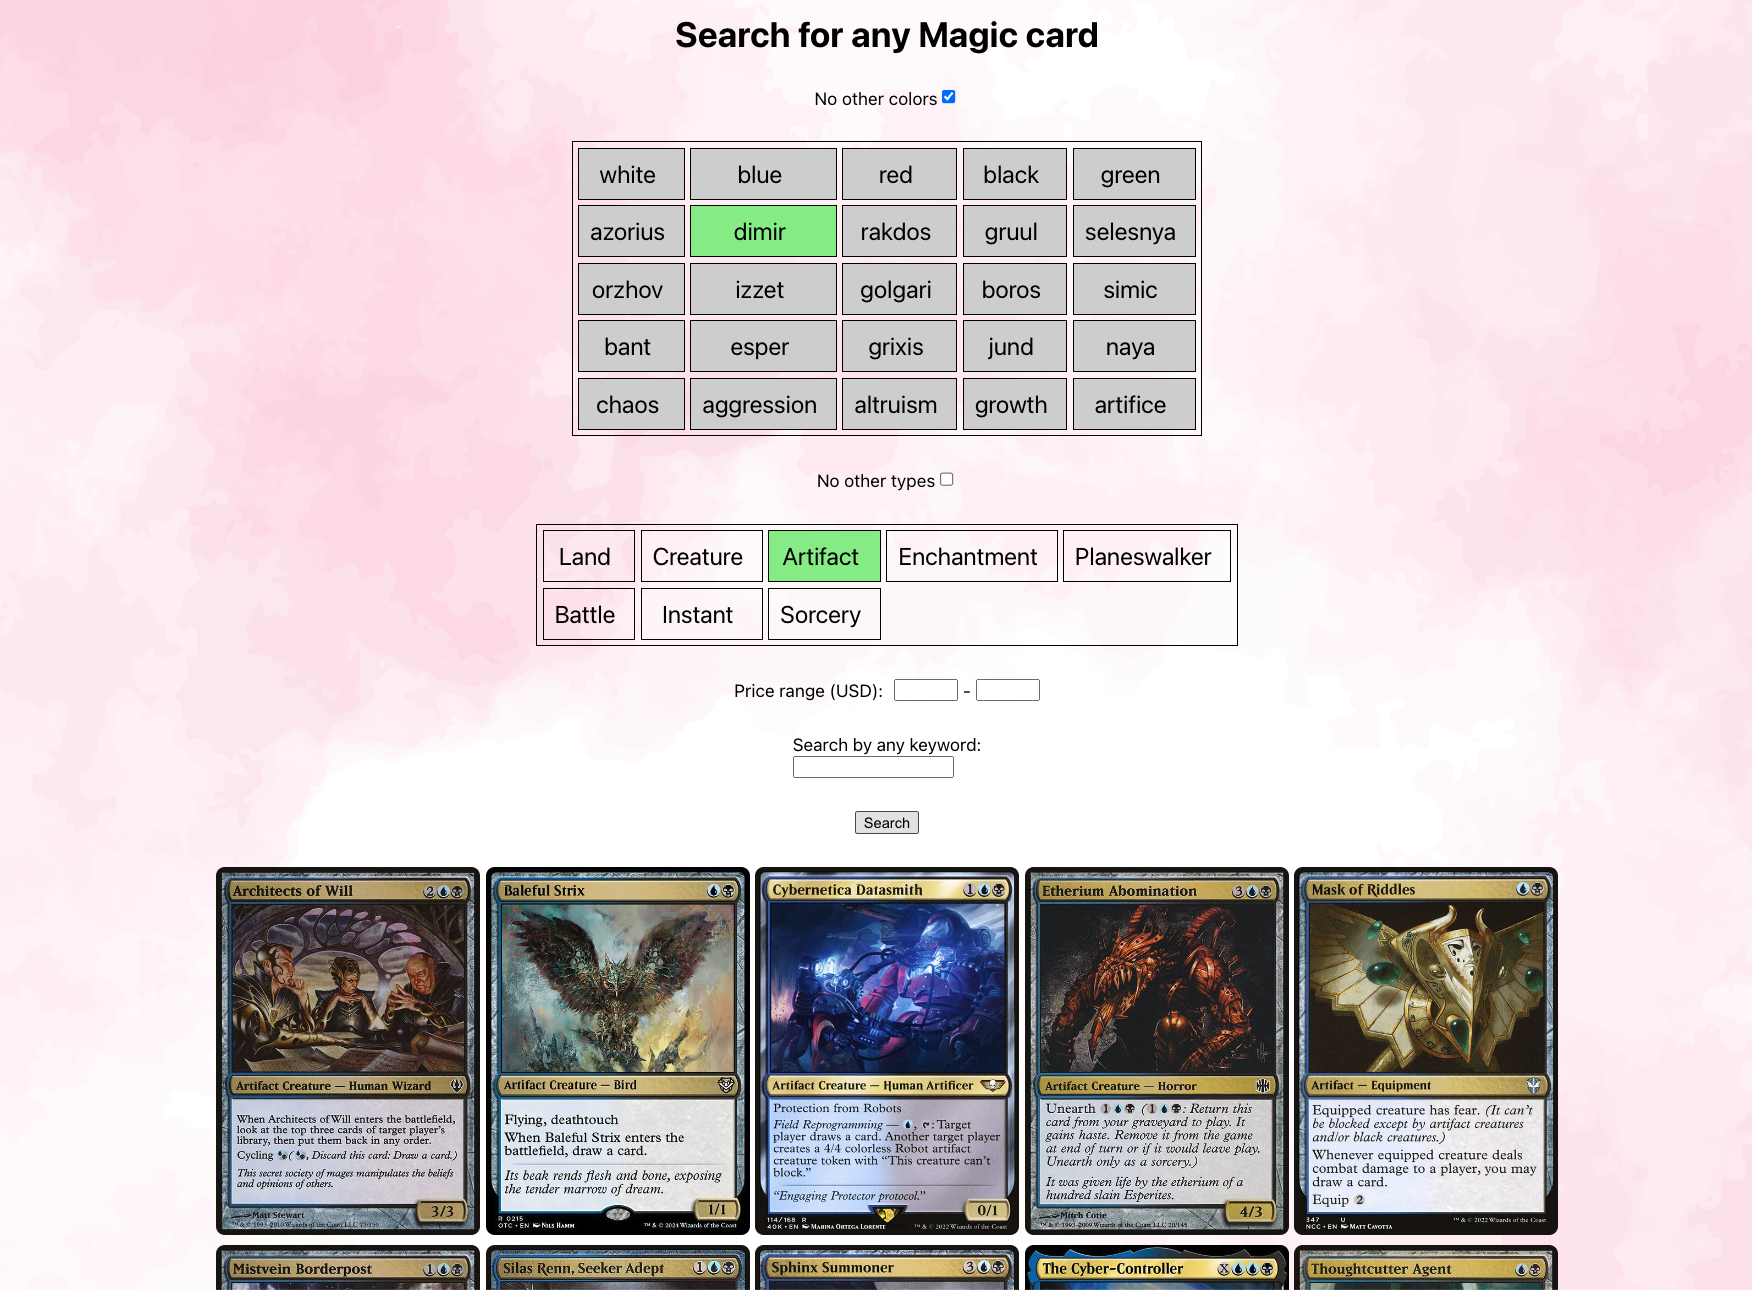 Search for any Magic card
No other colors
white blue red black green
azorius dimir rakdos gruul selesnya
orzhov izzet golgari boros simic
bant esper grixis jund naya
chaos aggression altruism growth artifice
No other types
Land Creature Artifact Enchantment Planeswalker
Battle Instant Sorcery
Price range (USD): -
Search by any keyword:
Search
Architects of Will 2
Artifact Creature — Human Wizard
When Architects of Will enters the battlefield,
look at the top three cards of target player's
library, then put them back in any order.
Cycling ( , Discard this card: Draw a card.)
This secret society of mages manipulates the beliefs
and opinions of others.
Matt Stewart
3/3
Baleful Strix
Artifact Creature — Bird
Flying, deathtouch
When Baleful Strix enters the
battlefield, draw a card.
Its beak rends flesh and bone, exposing
the tender marrow of dream.
1/1
R 0215
OTC • EN Nils Hamm ™ & © 2024 Wizards of the Coast
Cybernetica Datasmith 1
Artifact Creature — Human Artificer
Protection from Robots
Field Reprogramming — , : Target
player draws a card. Another target player
creates a 4/4 colorless Robot artifact
creature token with “This creature can't
block.”
“Engaging Protector protocol.”
0/1
114/168 R
40K • EN Marina Ortega Lorente ™ & © 2022 Wizards of the Coast
Etherium Abomination 3
Artifact Creature — Horror
Unearth 1 ( 1 : Return this
card from your graveyard to play. It
gains haste. Remove it from the game
at end of turn or if it would leave play.
Unearth only as a sorcery.)
It was given life by the etherium of a
hundred slain Esperites.
Mitch Cotie
™ & © 1993–2009 Wizards of the Coast LLC 20/145
4/3
Mask of Riddles
Artifact — Equipment
Equipped creature has fear. (It can't
be blocked except by artifact creatures
and/or black creatures.)
Whenever equipped creature deals
combat damage to a player, you may
draw a card.
Equip 2
347 U
NCC • EN Matt Cavotta ™ & © 2022 Wizards of the Coast
Mistvein Borderpost 1
Silas Renn, Seeker Adept 1
Sphinx Summoner 3
The Cyber-Controller X
Thoughtcutter Agent